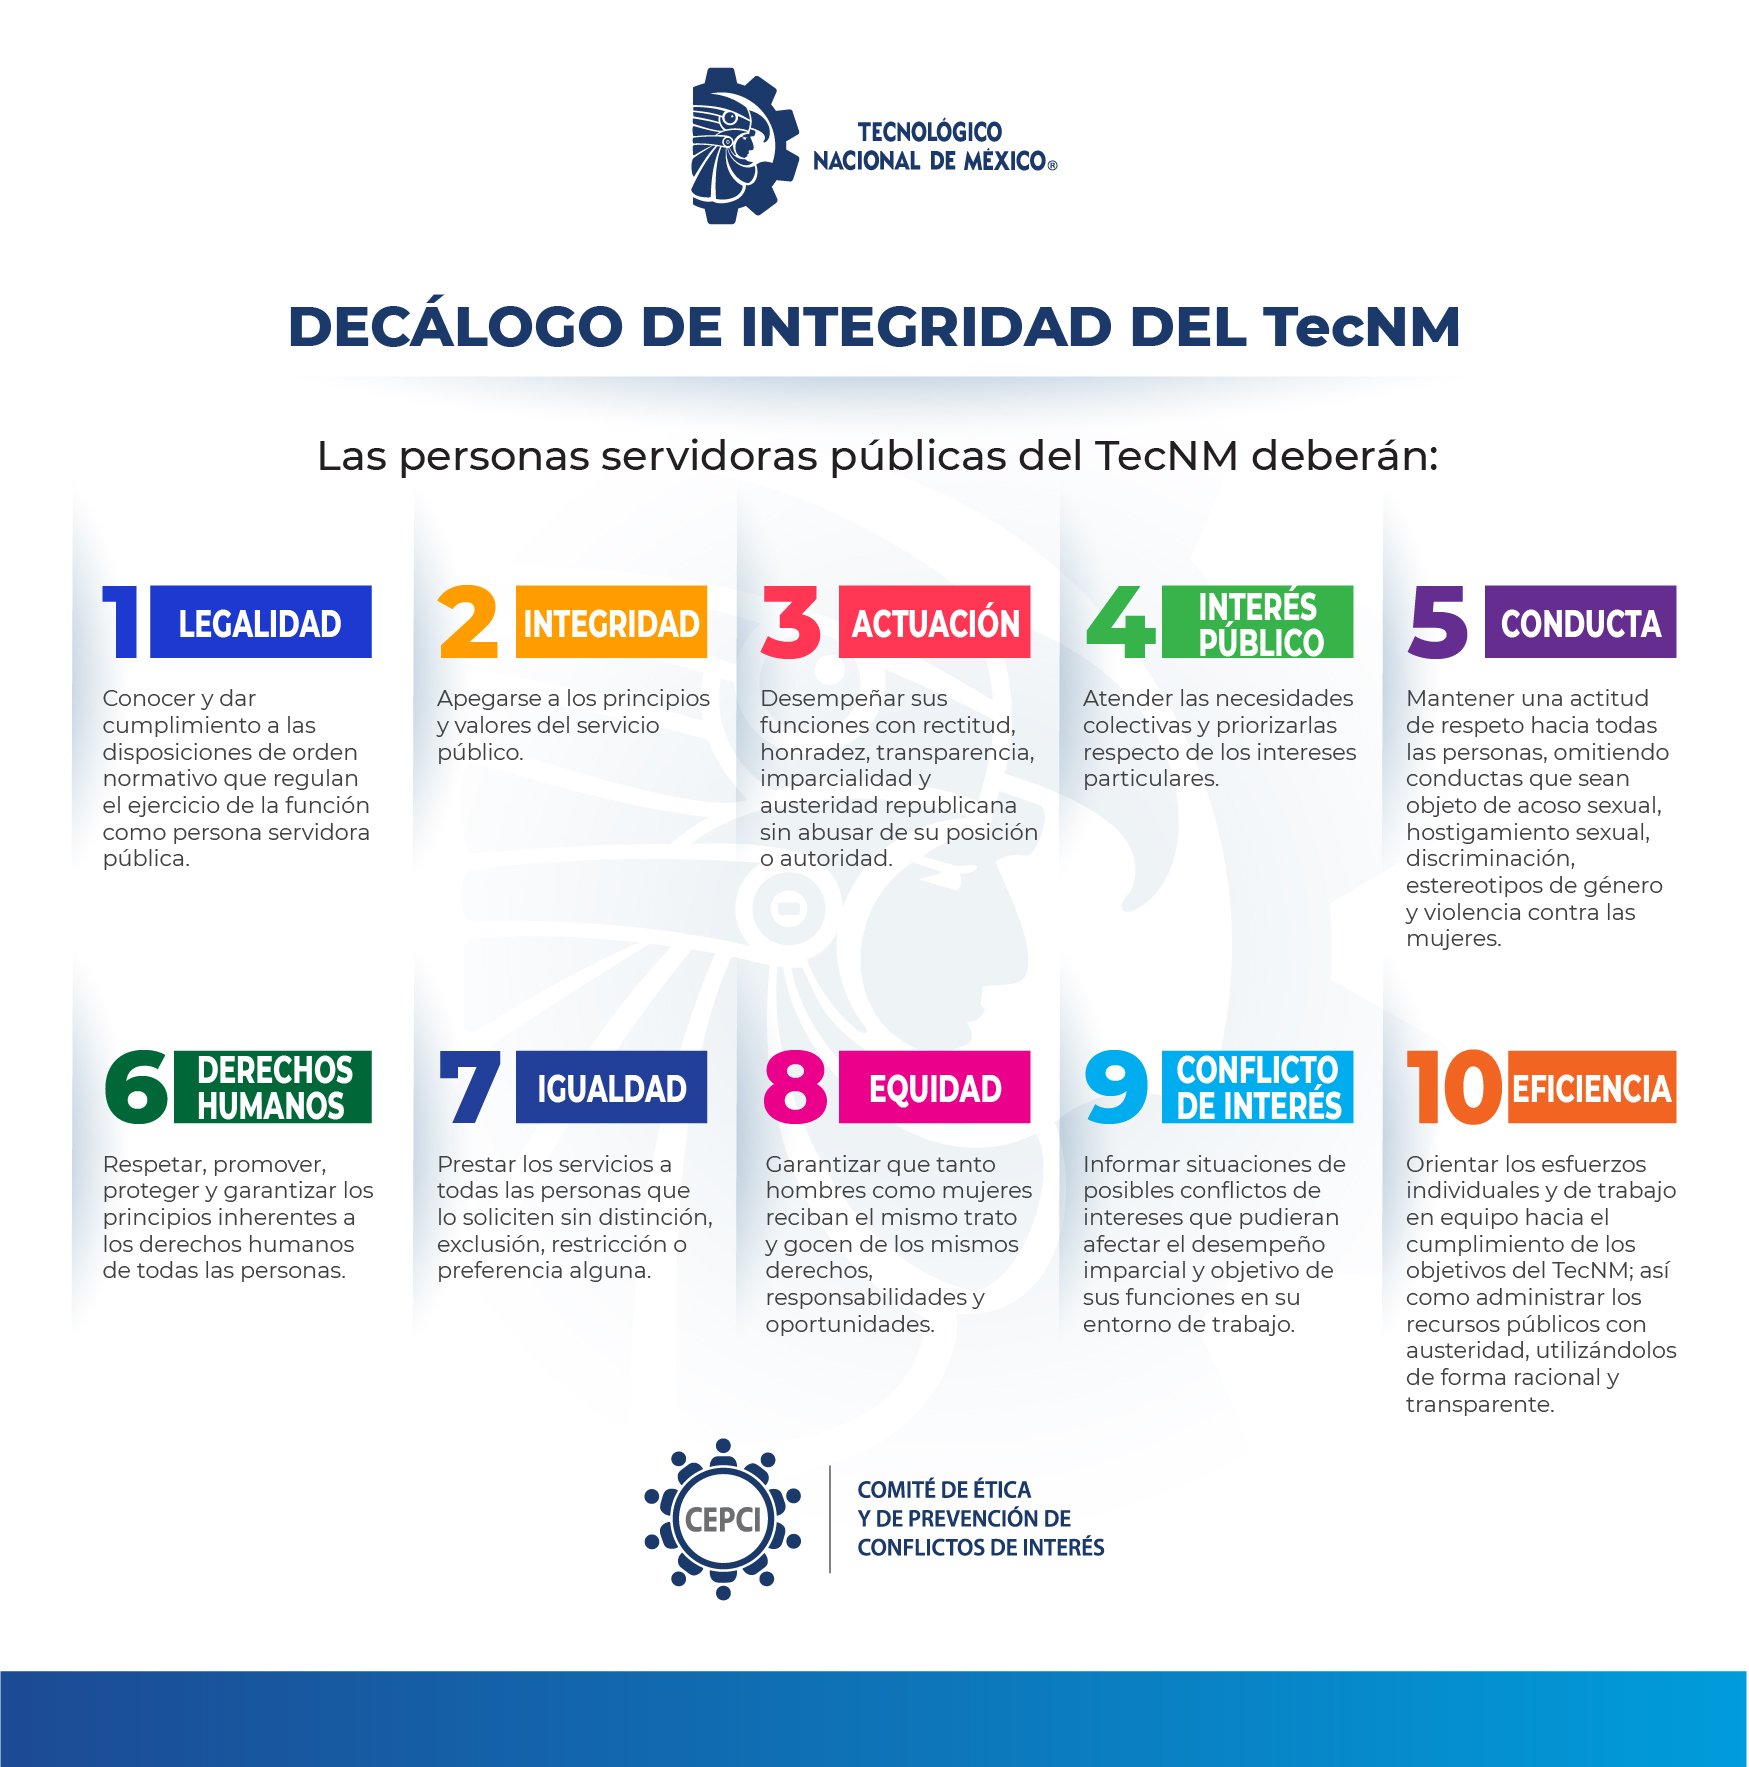 TECNOLÓGICO
NACIONAL DE MÉXICO®
DECÁLOGO DE INTEGRIDAD DEL TecNM
Las personas servidoras públicas del TecNM deberán:
1 LEGALIDAD
Conocer y dar
cumplimiento a las
disposiciones de orden
normativo que regulan
el ejercicio de la función
como persona servidora
pública.
2 INTEGRIDAD
Apegarse a los principios
y valores del servicio
público.
3 ACTUACIÓN
Desempeñar sus
funciones con rectitud,
honradez, transparencia,
imparcialidad y
austeridad republicana
sin abusar de su posición
o autoridad.
4 INTERÉS
PÚBLICO
Atender las necesidades
colectivas y priorizarlas
respecto de los intereses
particulares.
5 CONDUCTA
Mantener una actitud
de respeto hacia todas
las personas, omitiendo
conductas que sean
objeto de acoso sexual,
hostigamiento sexual,
discriminación,
estereotipos de género
y violencia contra las
mujeres.
6 DERECHOS
HUMANOS
Respetar, promover,
proteger y garantizar los
principios inherentes a
los derechos humanos
de todas las personas.
7 IGUALDAD
Prestar los servicios a
todas las personas que
lo soliciten sin distinción,
exclusión, restricción o
preferencia alguna.
8 EQUIDAD
Garantizar que tanto
hombres como mujeres
reciban el mismo trato
y gocen de los mismos
derechos,
responsabilidades y
oportunidades.
9 CONFLICTO
DE INTERÉS
Informar situaciones de
posibles conflictos de
intereses que pudieran
afectar el desempeño
imparcial y objetivo de
sus funciones en su
entorno de trabajo.
10 EFICIENCIA
Orientar los esfuerzos
individuales y de trabajo
en equipo hacia el
cumplimiento de los
objetivos del TecNM; así
como administrar los
recursos públicos con
austeridad, utilizándolos
de forma racional y
transparente.
CEPCI
COMITÉ DE ÉTICA
Y DE PREVENCIÓN DE
CONFLICTOS DE INTERÉS